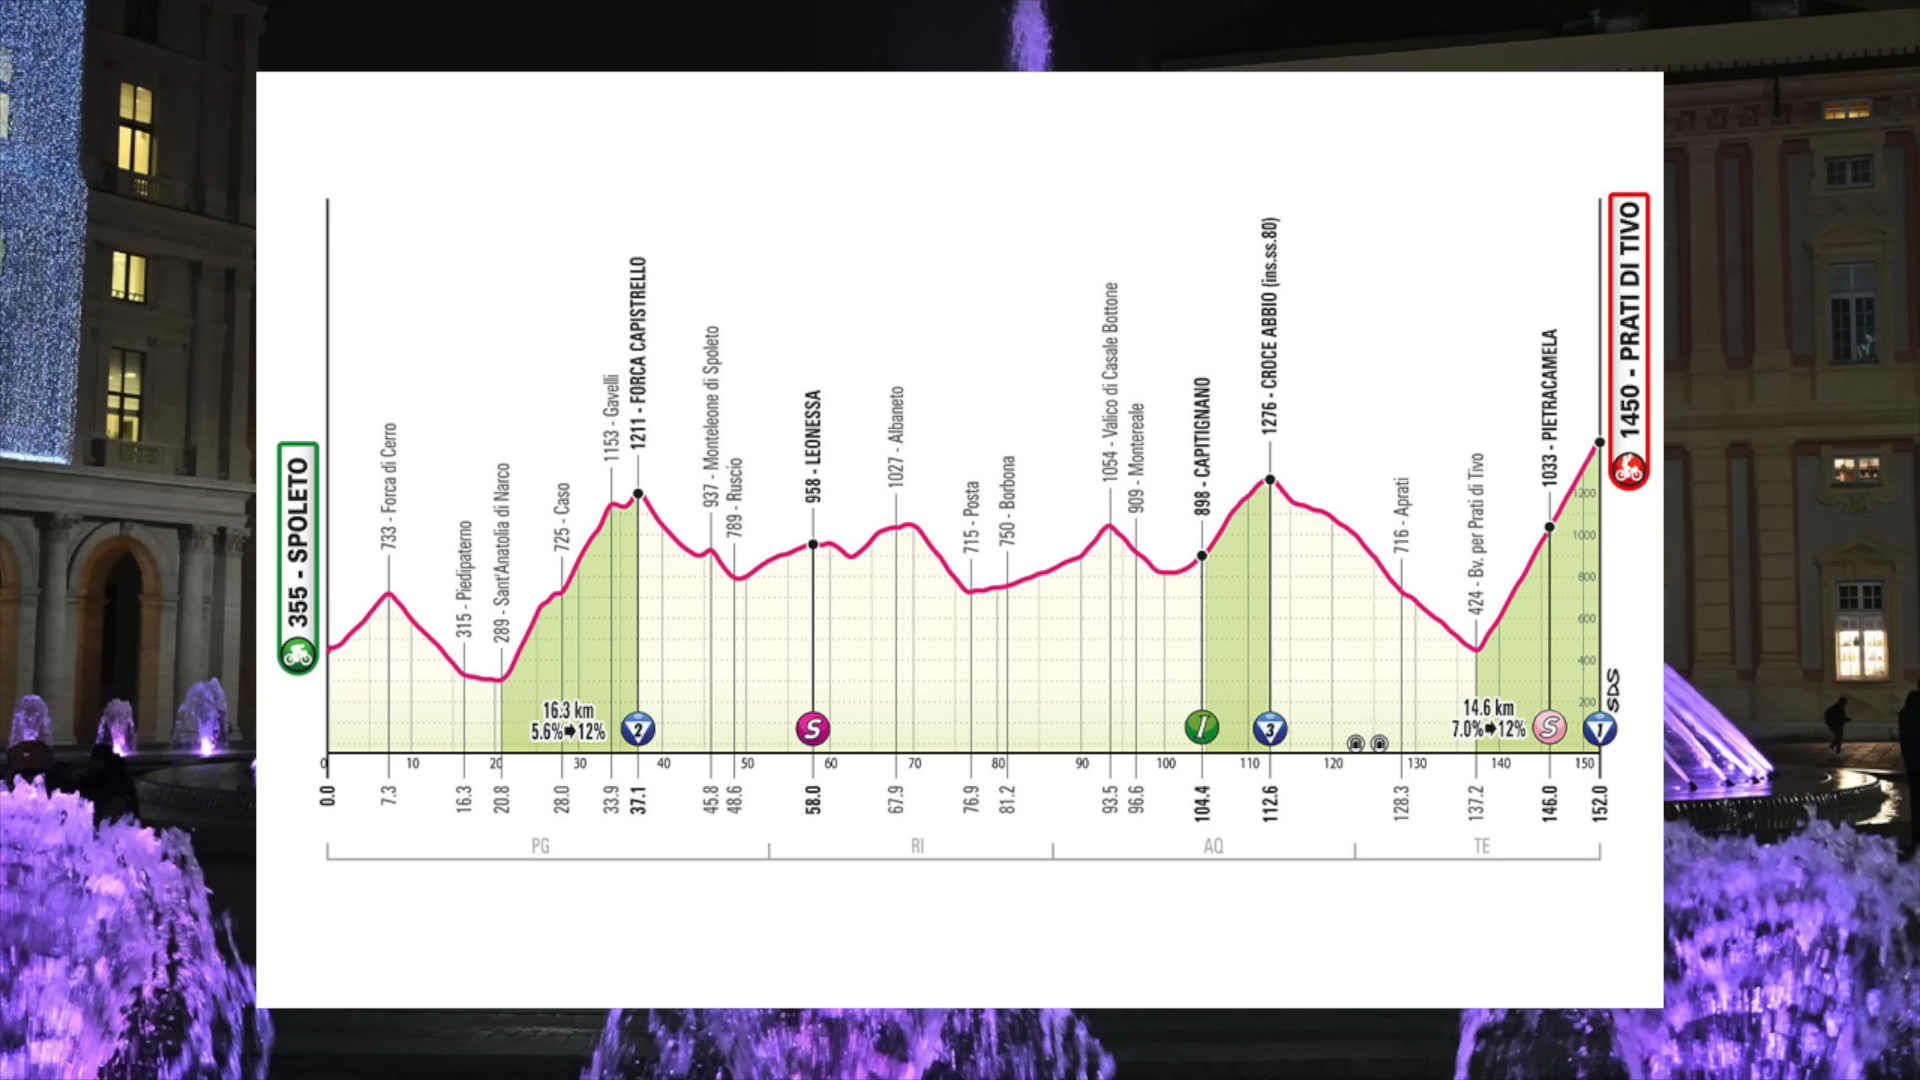 355 - SPOLETO
733 - Forca di Cerro
315 - Piedipaterno
289 - Sant'Anatolia di Narco
725 - Caso
1153 - Gavelli
1211 - FORCA CAPISTRELLO
937 - Monteleone di Spoleto
789 - Ruscio
958 - LEONESSA
1027 - Albaneto
715 - Posta
750 - Borbona
1054 - Valico di Casale Bottone
909 - Montereale
898 - CAPITIGNANO
1276 - CROCE ABBIO (ins.ss.80)
716 - Aprati
424 - Bv. per Prati di Tivo
1033 - PIETRACAMELA
1450 - PRATI DI TIVO
1200
1000
800
600
400
200
SDS
16.3 km
5.6% 12%
14.6 km
7.0% 12%
2
S
I
3
S
1
0 10 20 30 40 50 60 70 80 90 100 110 120 130 140 150
0.0 7.3 16.3 20.8 28.0 33.9 37.1 45.8 48.6 58.0 67.9 76.9 81.2 93.5 96.6 104.4 112.6 128.3 137.2 146.0 152.0
PG RI AQ TE